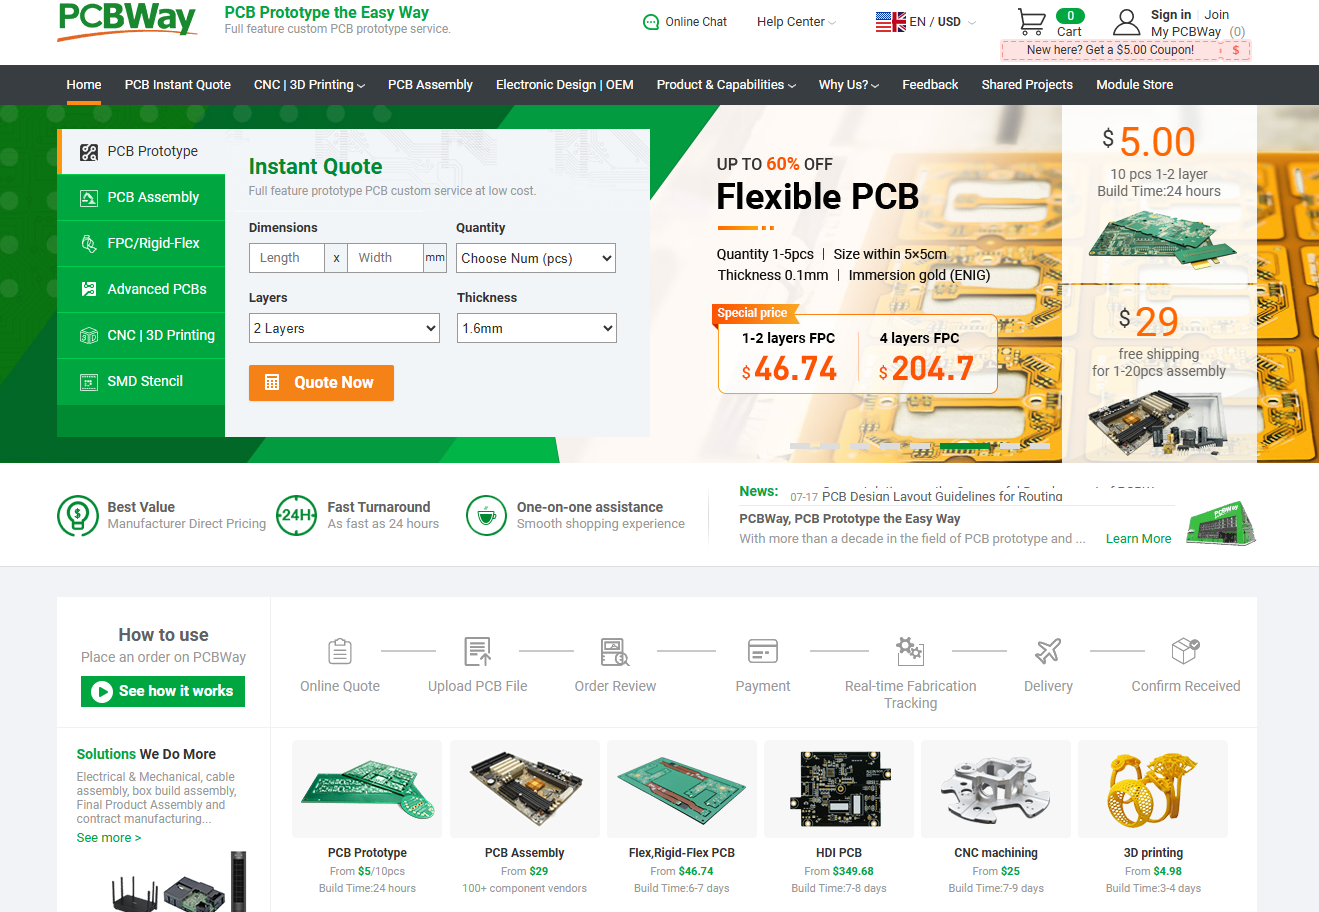 PCBWay
PCB Prototype the Easy Way
Full feature custom PCB prototype service.
Online Chat
Help Center
EN / USD
0
Cart
Sign in
Join
My PCBWay (0)
New here? Get a $5.00 Coupon!
$
Home
PCB Instant Quote
CNC | 3D Printing
PCB Assembly
Electronic Design | OEM
Product & Capabilities
Why Us?
Feedback
Shared Projects
Module Store
PCB Prototype
PCB Assembly
FPC/Rigid-Flex
Advanced PCBs
CNC | 3D Printing
SMD Stencil
Instant Quote
Full feature prototype PCB custom service at low cost.
Dimensions
Quantity
Length x Width mm
Choose Num (pcs)
Layers
Thickness
2 Layers
1.6mm
Quote Now
UP TO 60% OFF
Flexible PCB
Quantity 1-5pcs | Size within 5×5cm
Thickness 0.1mm | Immersion gold (ENIG)
Special price
1-2 layers FPC
$ 46.74
4 layers FPC
$ 204.7
$ 5.00
10 pcs 1-2 layer
Build Time:24 hours
$ 29
free shipping
for 1-20pcs assembly
Best Value
Manufacturer Direct Pricing
24H
Fast Turnaround
As fast as 24 hours
One-on-one assistance
Smooth shopping experience
News:
07-17 PCB Design Layout Guidelines for Routing
PCBWay, PCB Prototype the Easy Way
With more than a decade in the field of PCB prototype and ...
Learn More
PCBWay
How to use
Place an order on PCBWay
See how it works
Online Quote
Upload PCB File
Order Review
Payment
Real-time Fabrication
Tracking
Delivery
Confirm Received
Solutions We Do More
Electrical & Mechanical, cable
assembly, box build assembly,
Final Product Assembly and
contract manufacturing...
See more >
PCB Prototype
From $5/10pcs
Build Time:24 hours
PCB Assembly
From $29
100+ component vendors
Flex,Rigid-Flex PCB
From $46.74
Build Time:6-7 days
HDI PCB
From $349.68
Build Time:7-8 days
CNC machining
From $25
Build Time:7-9 days
3D printing
From $4.98
Build Time:3-4 days